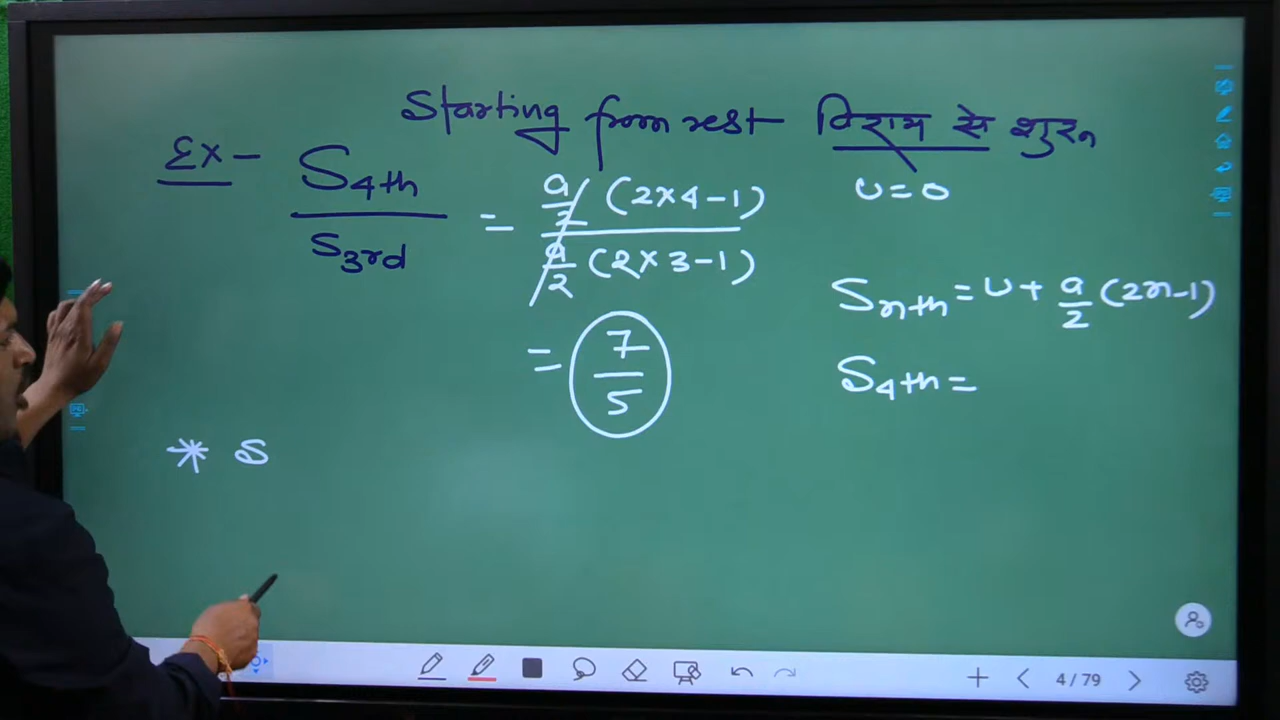 Starting from rest विराम से शुरू
Ex - S4th / S3rd = a/2 (2×4-1) / a/2 (2×3-1)
u=0
= 7/5
Snth = u + a/2 (2n-1)
S4th =
* S
4 / 79